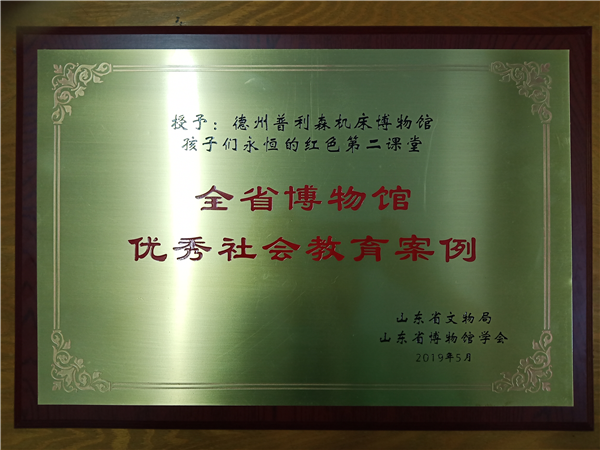 授予：德州普利森机床博物馆
孩子们永恒的红色第二课堂
全省博物馆
优秀社会教育案例
山东省文物局
山东省博物馆学会
2019年5月